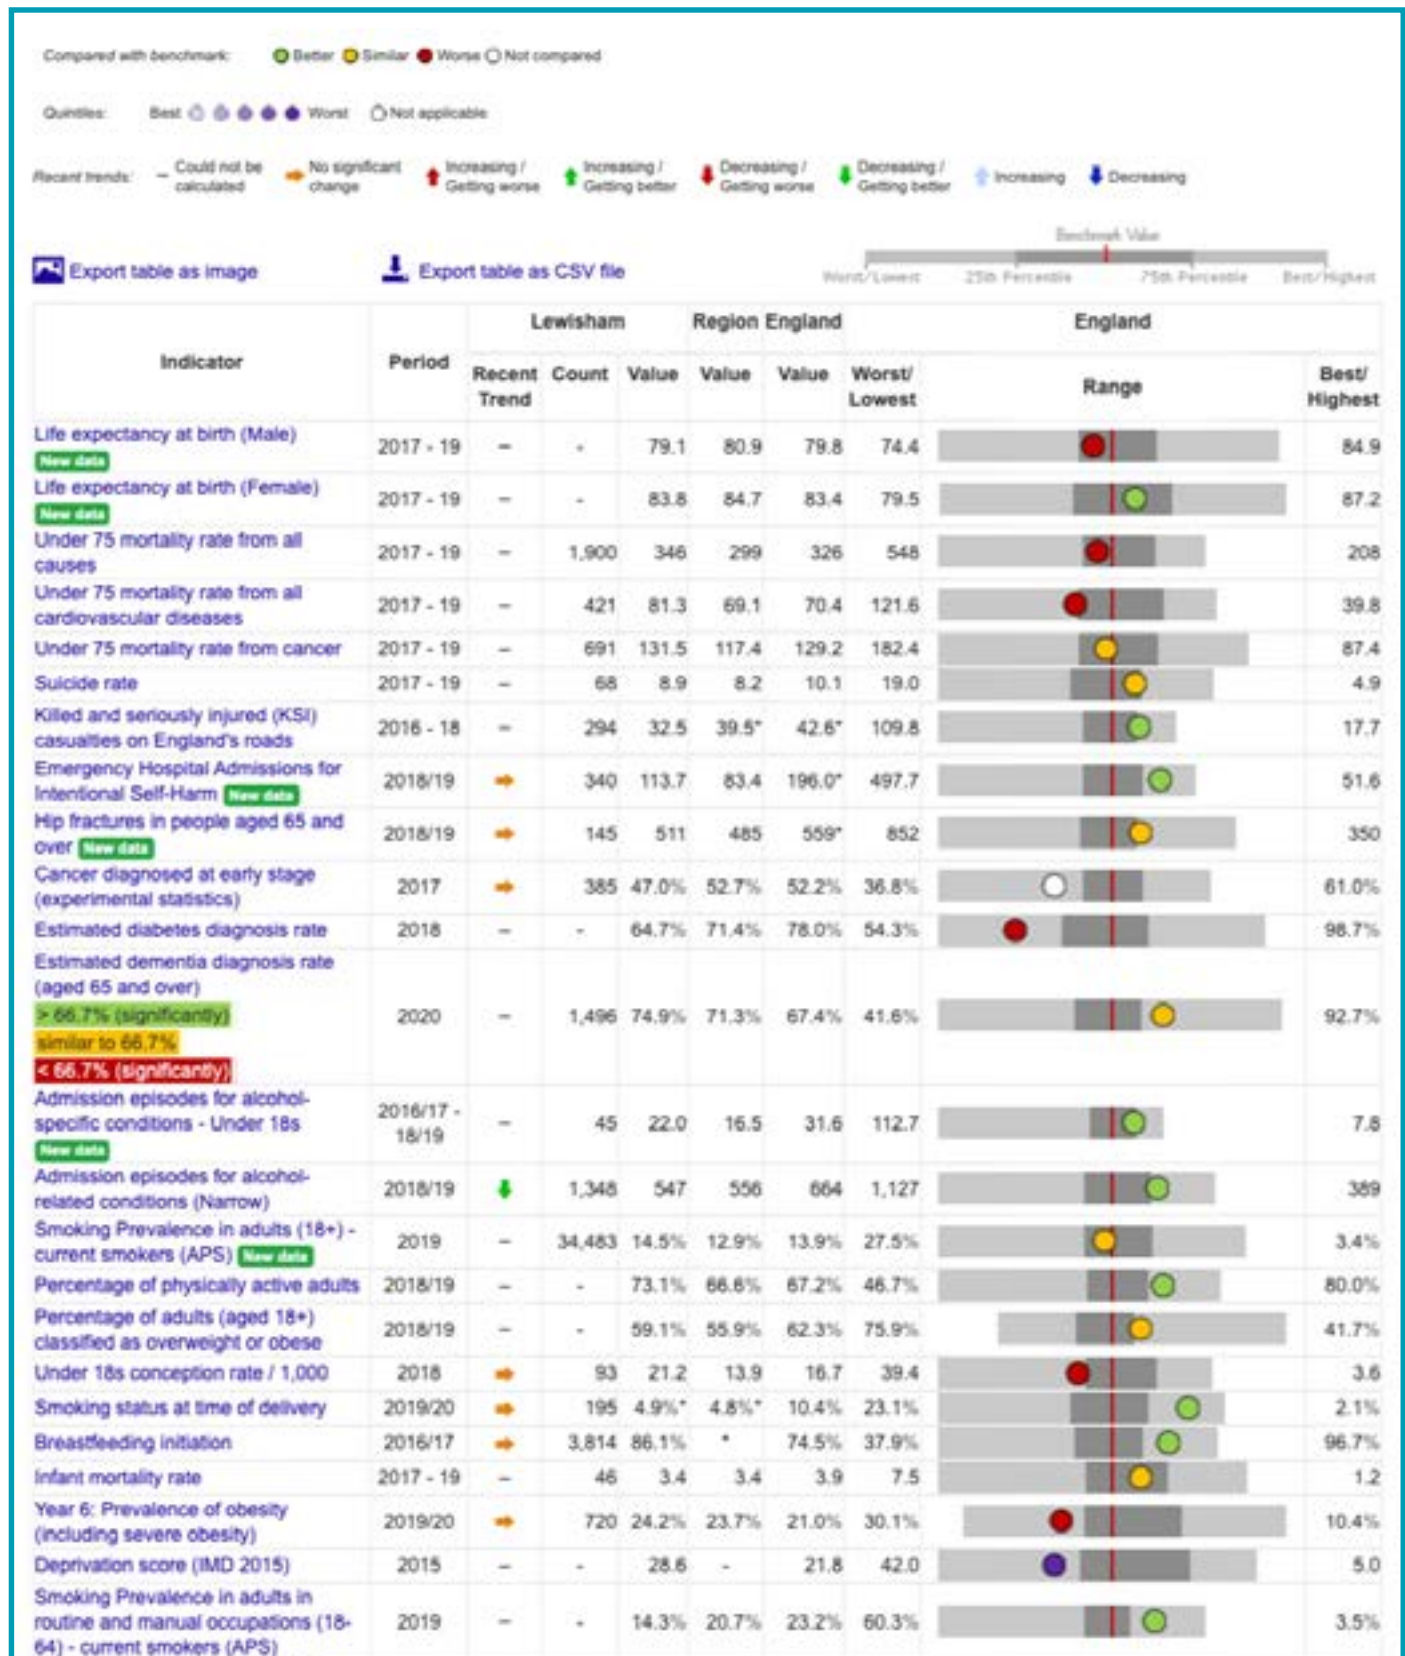 Compared with benchmark: Better Similar Worse Not compared
Quintiles: Best Worst Not applicable
Recent trends: – Could not be calculated No significant change Increasing / Getting worse Increasing / Getting better Decreasing / Getting worse Decreasing / Getting better Increasing Decreasing
Benchmark Value
Export table as image Export table as CSV file
Worst/Lowest 25th Percentile 75th Percentile Best/Highest
Lewisham Region England England
Indicator Period Recent Trend Count Value Value Value Worst/ Lowest Range Best/ Highest
Life expectancy at birth (Male) New data 2017 - 19 – - 79.1 80.9 79.8 74.4 84.9
Life expectancy at birth (Female) New data 2017 - 19 – - 83.8 84.7 83.4 79.5 87.2
Under 75 mortality rate from all causes 2017 - 19 – 1,900 346 299 326 548 208
Under 75 mortality rate from all cardiovascular diseases 2017 - 19 – 421 81.3 69.1 70.4 121.6 39.8
Under 75 mortality rate from cancer 2017 - 19 – 691 131.5 117.4 129.2 182.4 87.4
Suicide rate 2017 - 19 – 68 8.9 8.2 10.1 19.0 4.9
Killed and seriously injured (KSI) casualties on England's roads 2016 - 18 – 294 32.5 39.5* 42.6* 109.8 17.7
Emergency Hospital Admissions for Intentional Self-Harm New data 2018/19 340 113.7 83.4 196.0* 497.7 51.6
Hip fractures in people aged 65 and over New data 2018/19 145 511 485 559* 852 350
Cancer diagnosed at early stage (experimental statistics) 2017 385 47.0% 52.7% 52.2% 36.8% 61.0%
Estimated diabetes diagnosis rate 2018 – - 64.7% 71.4% 78.0% 54.3% 98.7%
Estimated dementia diagnosis rate (aged 65 and over)
> 66.7% (significantly)
similar to 66.7%
< 66.7% (significantly)
2020 – 1,496 74.9% 71.3% 67.4% 41.6% 92.7%
Admission episodes for alcohol-specific conditions - Under 18s New data 2016/17 - 18/19 – 45 22.0 16.5 31.6 112.7 7.8
Admission episodes for alcohol-related conditions (Narrow) 2018/19 1,348 547 556 664 1,127 389
Smoking Prevalence in adults (18+) - current smokers (APS) New data 2019 – 34,483 14.5% 12.9% 13.9% 27.5% 3.4%
Percentage of physically active adults 2018/19 – - 73.1% 66.6% 67.2% 46.7% 80.0%
Percentage of adults (aged 18+) classified as overweight or obese 2018/19 – - 59.1% 55.9% 62.3% 75.9% 41.7%
Under 18s conception rate / 1,000 2018 93 21.2 13.9 16.7 39.4 3.6
Smoking status at time of delivery 2019/20 195 4.9%* 4.8%* 10.4% 23.1% 2.1%
Breastfeeding initiation 2016/17 3,814 86.1% * 74.5% 37.9% 96.7%
Infant mortality rate 2017 - 19 – 46 3.4 3.4 3.9 7.5 1.2
Year 6: Prevalence of obesity (including severe obesity) 2019/20 720 24.2% 23.7% 21.0% 30.1% 10.4%
Deprivation score (IMD 2015) 2015 – - 28.6 - 21.8 42.0 5.0
Smoking Prevalence in adults in routine and manual occupations (18-64) - current smokers (APS) 2019 – - 14.3% 20.7% 23.2% 60.3% 3.5%